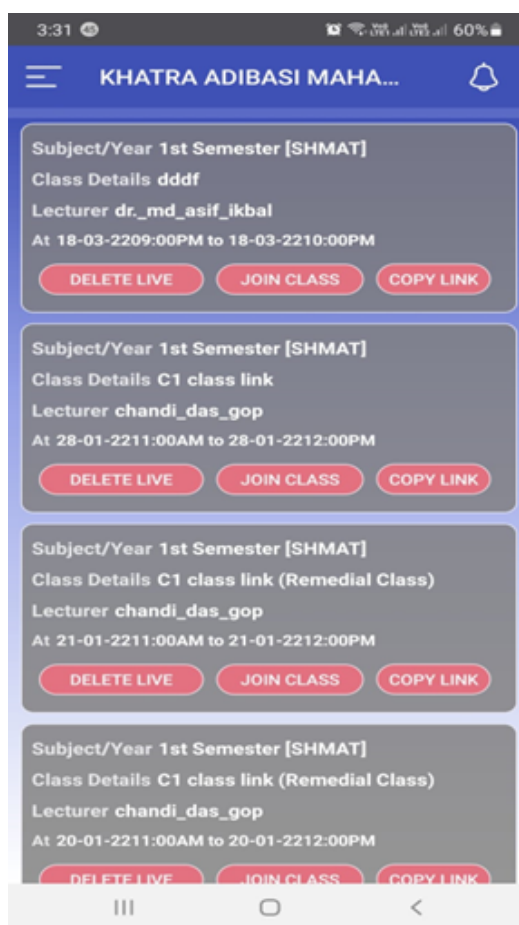 3:31 45 60%
KHATRA ADIBASI MAHA...
Subject/Year 1st Semester [SHMAT]
Class Details dddf
Lecturer dr._md_asif_ikbal
At 18-03-2209:00PM to 18-03-2210:00PM
DELETE LIVE JOIN CLASS COPY LINK
Subject/Year 1st Semester [SHMAT]
Class Details C1 class link
Lecturer chandi_das_gop
At 28-01-2211:00AM to 28-01-2212:00PM
DELETE LIVE JOIN CLASS COPY LINK
Subject/Year 1st Semester [SHMAT]
Class Details C1 class link (Remedial Class)
Lecturer chandi_das_gop
At 21-01-2211:00AM to 21-01-2212:00PM
DELETE LIVE JOIN CLASS COPY LINK
Subject/Year 1st Semester [SHMAT]
Class Details C1 class link (Remedial Class)
Lecturer chandi_das_gop
At 20-01-2211:00AM to 20-01-2212:00PM
DELETE LIVE JOIN CLASS COPY LINK